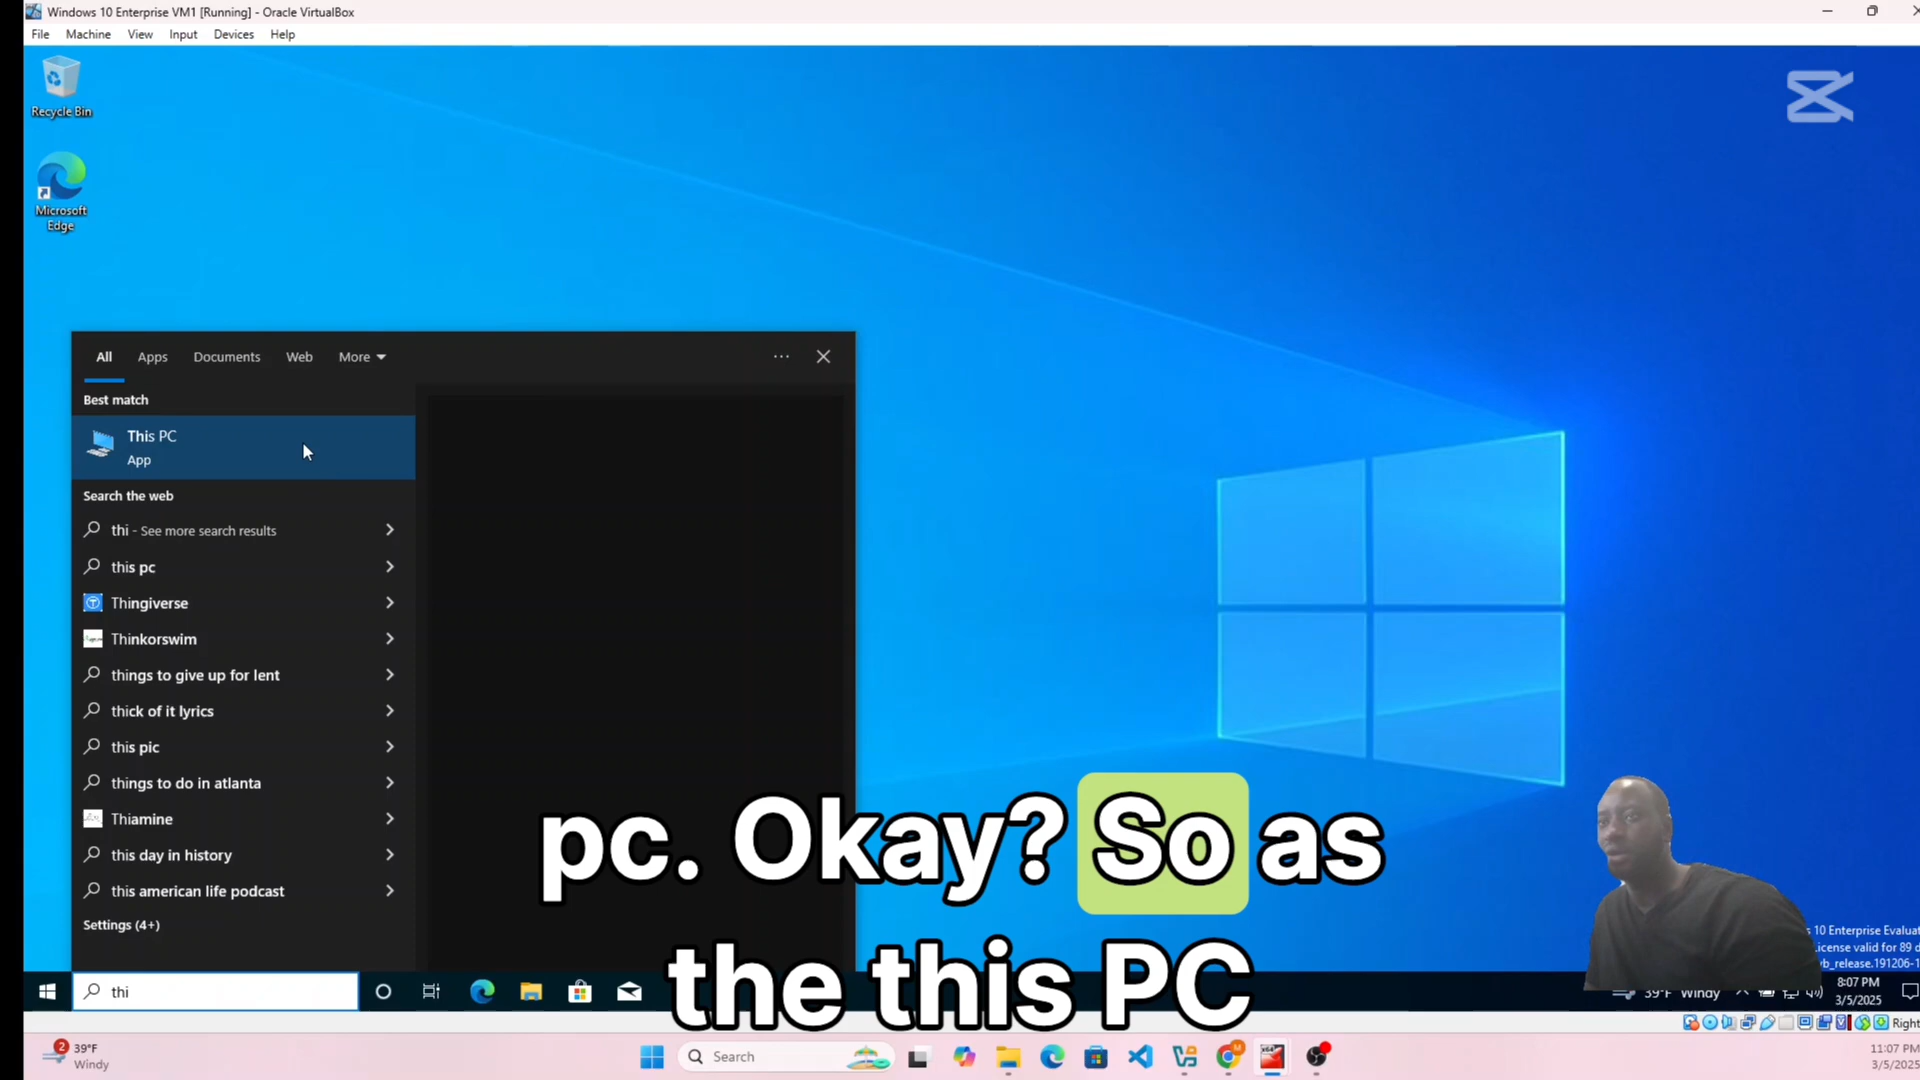 Windows 10 Enterprise VM1 [Running] - Oracle VirtualBox
File Machine View Input Devices Help
Recycle Bin
Microsoft
Edge
All Apps Documents Web More
Best match
This PC
App
Search the web
thi - See more search results
this pc
Thingiverse
Thinkorswim
things to give up for lent
thick of it lyrics
this pic
things to do in atlanta
Thiamine
this day in history
this american life podcast
Settings (4+)
pc. Okay? So as
the this PC
10 Enterprise Evaluat
icense valid for 89 d
vb_release.191206-1
thi
39°F Windy
8:07 PM
3/5/2025
Right
2
39°F
Windy
Search
11:07 PM
3/5/2025